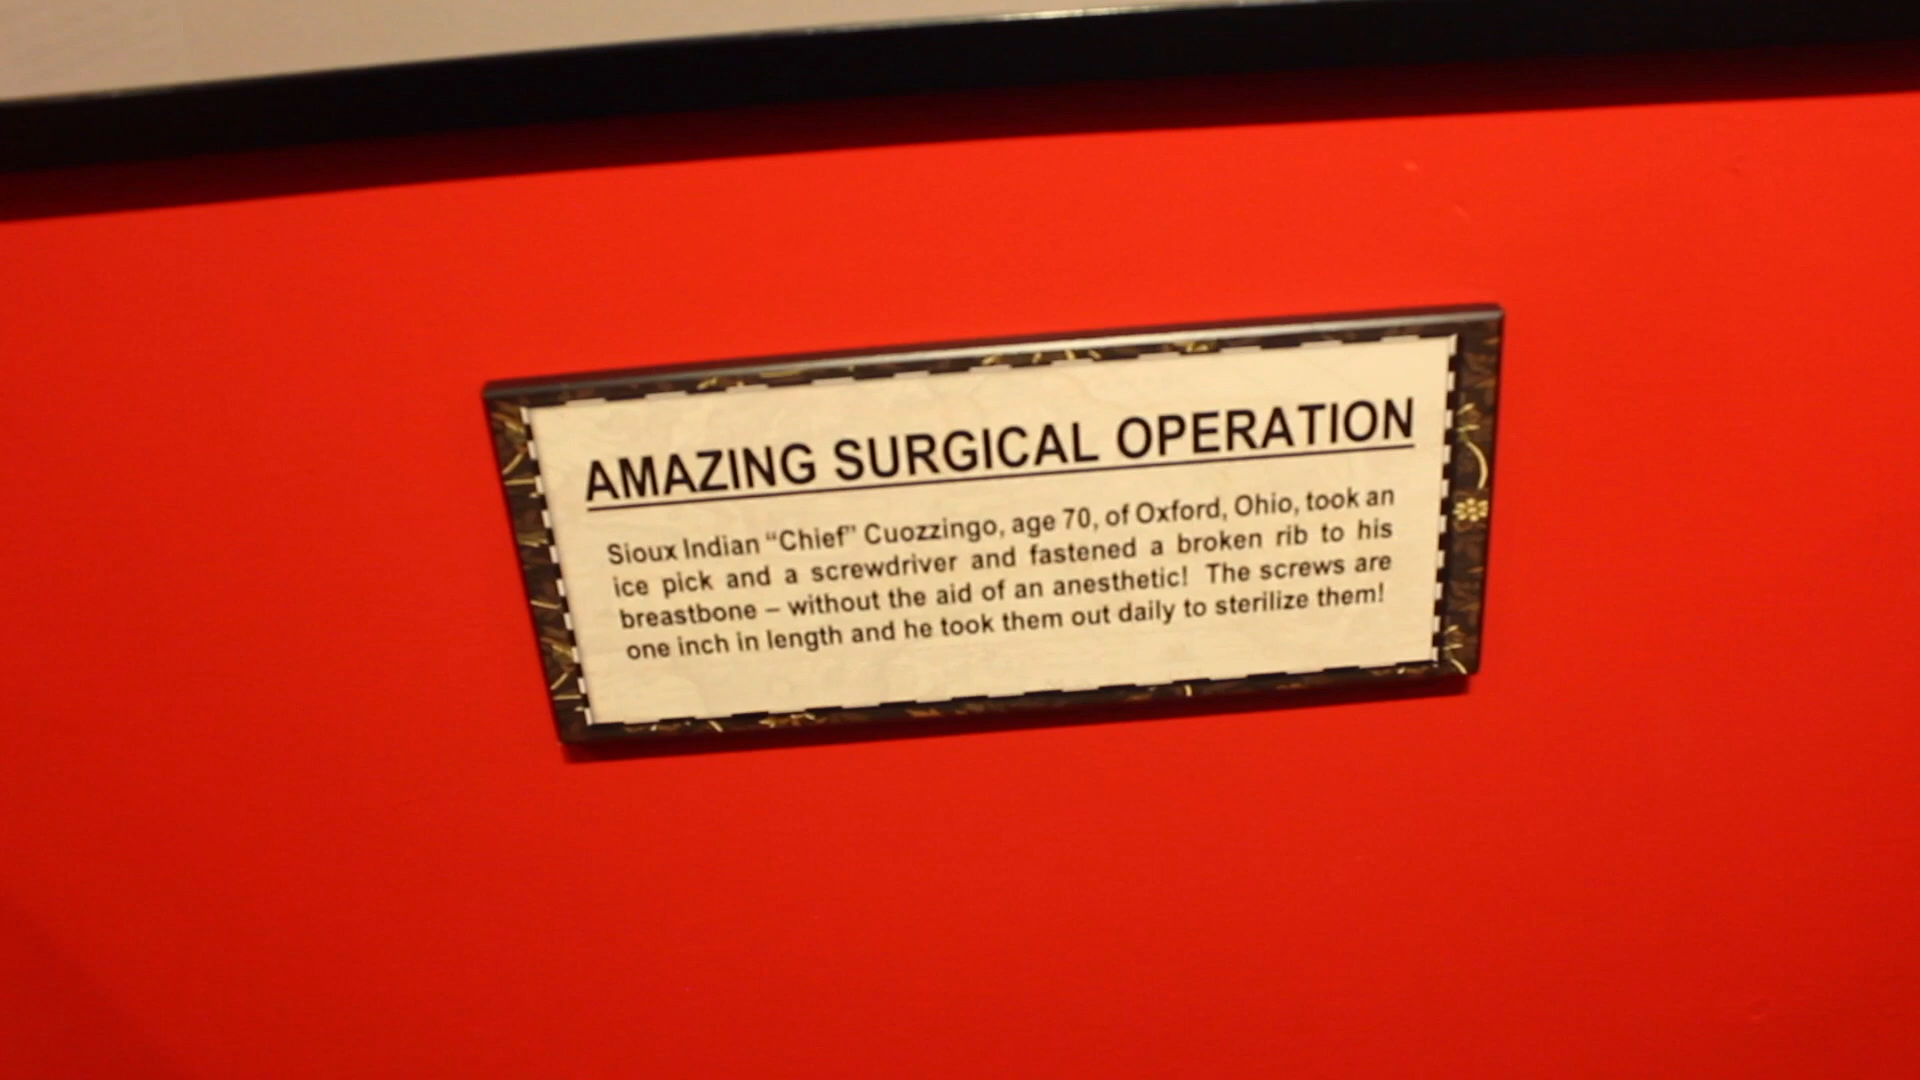 AMAZING SURGICAL OPERATION
Sioux Indian “Chief” Cuozzingo, age 70, of Oxford, Ohio, took an
ice pick and a screwdriver and fastened a broken rib to his
breastbone – without the aid of an anesthetic! The screws are
one inch in length and he took them out daily to sterilize them!